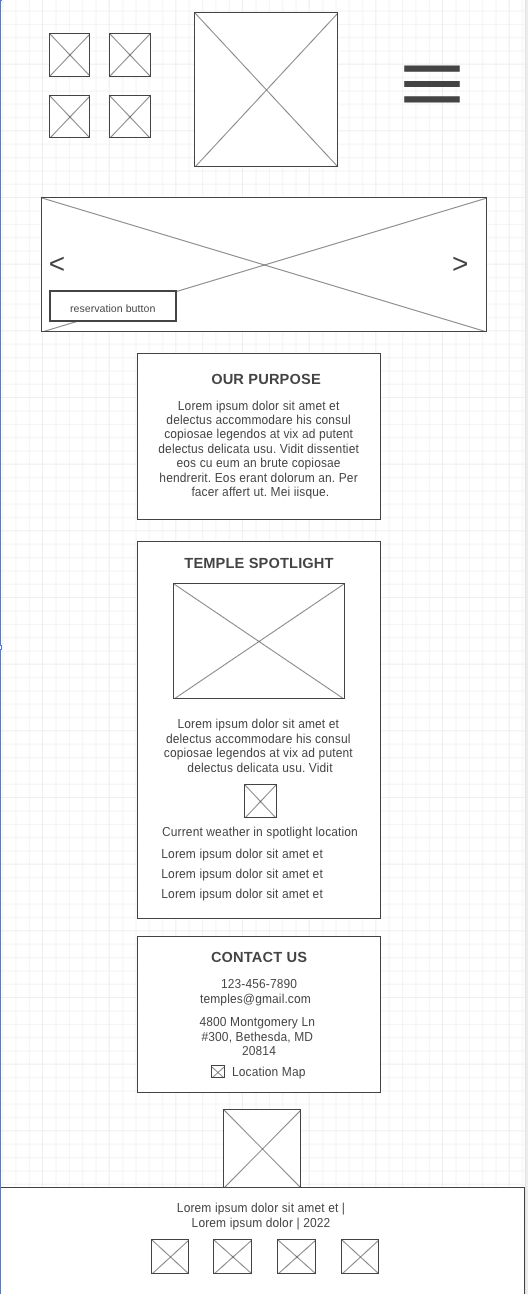 <
>
reservation button
OUR PURPOSE
Lorem ipsum dolor sit amet et
delectus accommodare his consul
copiosae legendos at vix ad putent
delectus delicata usu. Vidit dissentiet
eos cu eum an brute copiosae
hendrerit. Eos erant dolorum an. Per
facer affert ut. Mei iisque.
TEMPLE SPOTLIGHT
Lorem ipsum dolor sit amet et
delectus accommodare his consul
copiosae legendos at vix ad putent
delectus delicata usu. Vidit
Current weather in spotlight location
Lorem ipsum dolor sit amet et
Lorem ipsum dolor sit amet et
Lorem ipsum dolor sit amet et
CONTACT US
123-456-7890
temples@gmail.com
4800 Montgomery Ln
#300, Bethesda, MD
20814
Location Map
Lorem ipsum dolor sit amet et |
Lorem ipsum dolor | 2022